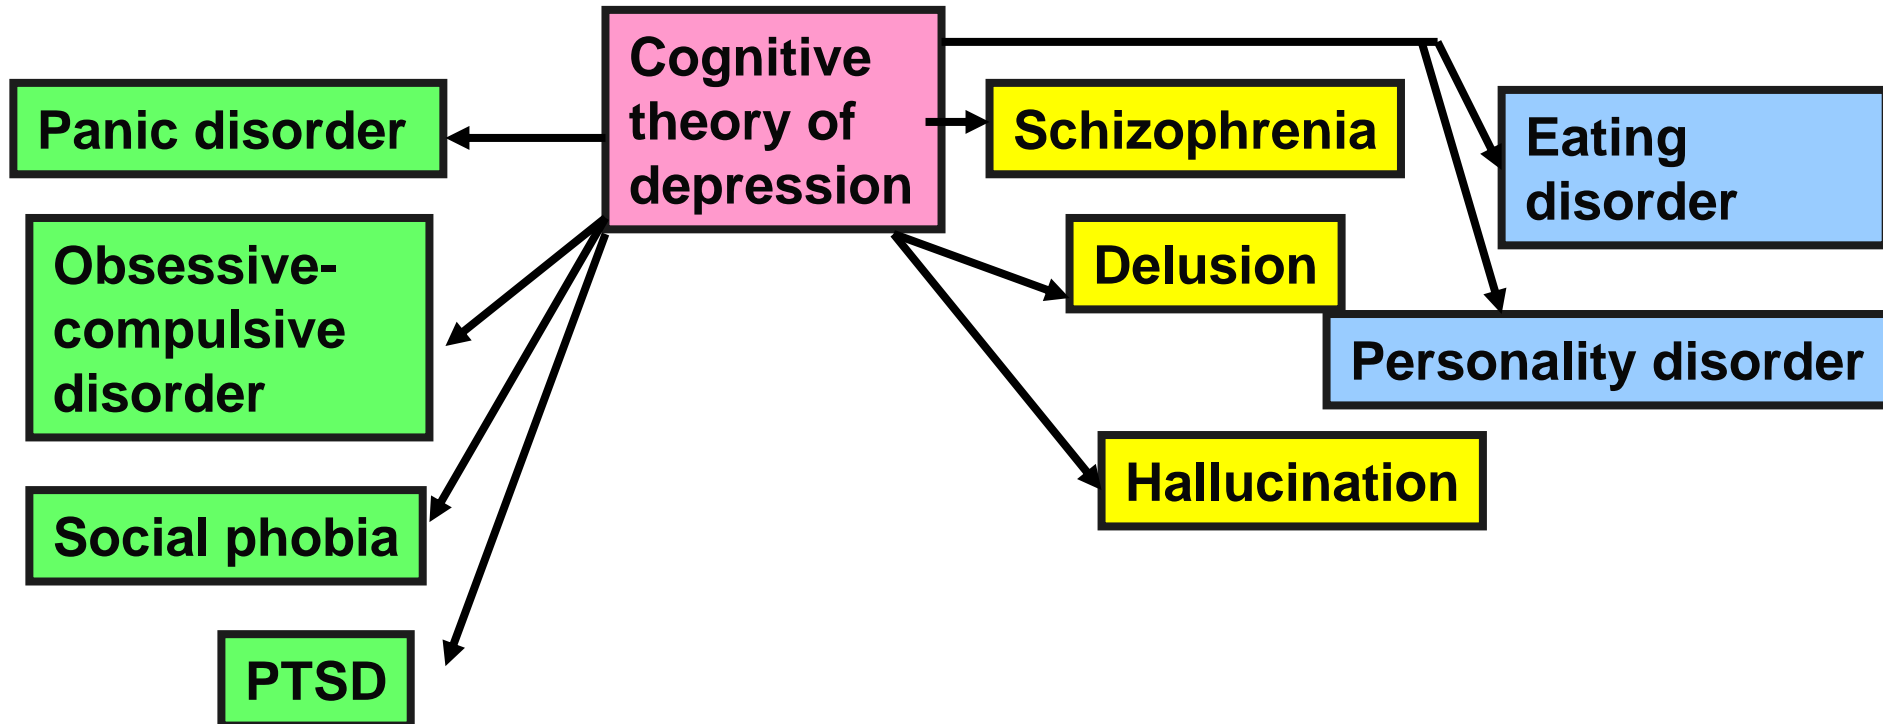 Cognitive
theory of
depression
Panic disorder
Obsessive-
compulsive
disorder
Social phobia
PTSD
Schizophrenia
Delusion
Hallucination
Eating
disorder
Personality disorder